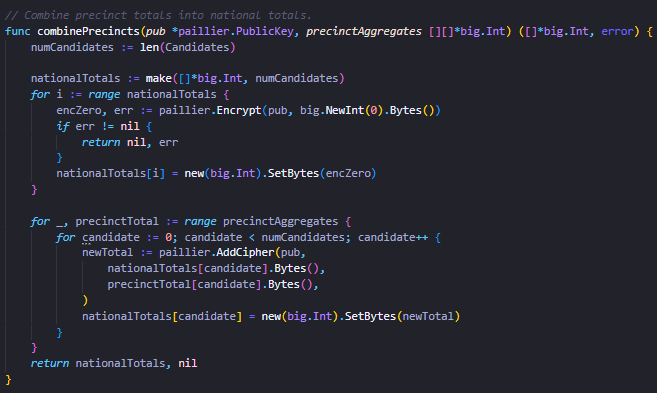 // Combine precinct totals into national totals.
func combinePrecincts(pub *paillier.PublicKey, precinctAggregates [][]*big.Int) ([]*big.Int, error) {
    numCandidates := len(Candidates)

    nationalTotals := make([]*big.Int, numCandidates)
    for i := range nationalTotals {
        encZero, err := paillier.Encrypt(pub, big.NewInt(0).Bytes())
        if err != nil {
            return nil, err
        }
        nationalTotals[i] = new(big.Int).SetBytes(encZero)
    }

    for _, precinctTotal := range precinctAggregates {
        for candidate := 0; candidate < numCandidates; candidate++ {
            newTotal := paillier.AddCipher(pub,
                nationalTotals[candidate].Bytes(),
                precinctTotal[candidate].Bytes(),
            )
            nationalTotals[candidate] = new(big.Int).SetBytes(newTotal)
        }
    }
    return nationalTotals, nil
}